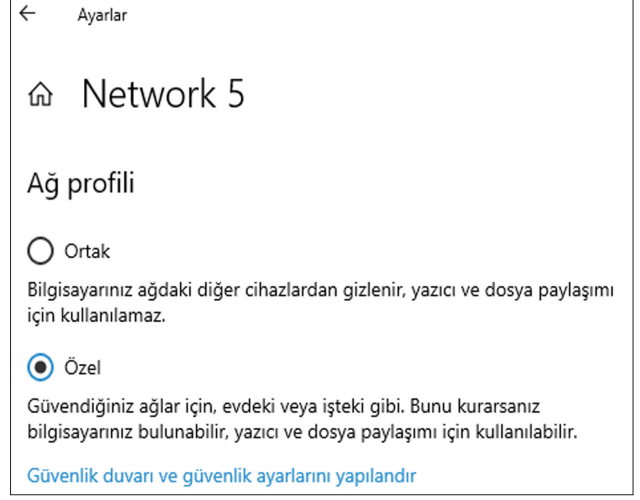 Ayarlar
Network 5
Ağ profili
Ortak
Bilgisayarınız ağdaki diğer cihazlardan gizlenir, yazıcı ve dosya paylaşımı
için kullanılamaz.
Özel
Güvendiğiniz ağlar için, evdeki veya işteki gibi. Bunu kurarsanız
bilgisayarınız bulunabilir, yazıcı ve dosya paylaşımı için kullanılabilir.
Güvenlik duvarı ve güvenlik ayarlarını yapılandır